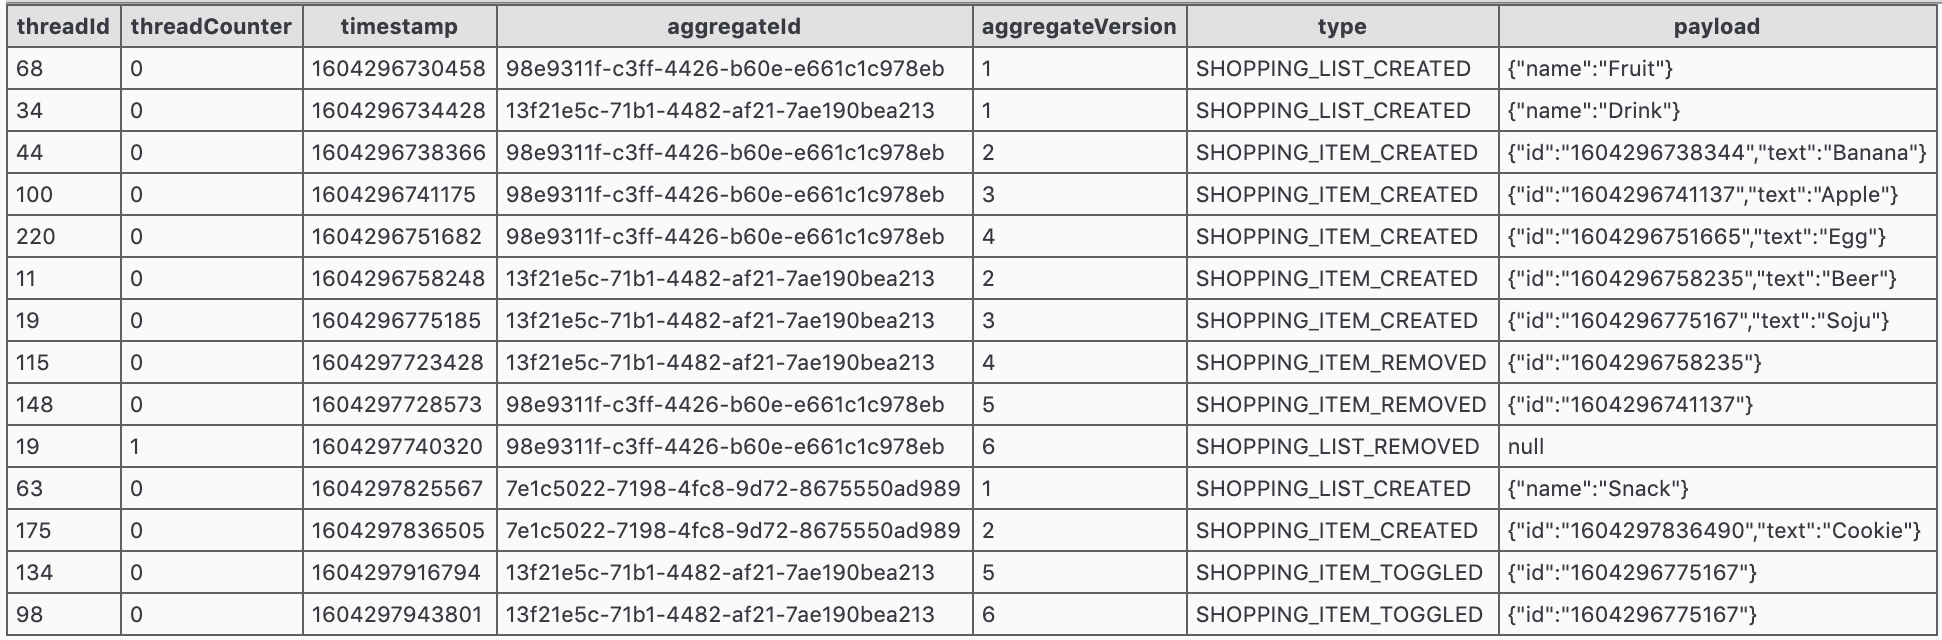 threadId threadCounter timestamp aggregateId aggregateVersion type payload
68 0 1604296730458 98e9311f-c3ff-4426-b60e-e661c1c978eb 1 SHOPPING_LIST_CREATED {"name":"Fruit"}
34 0 1604296734428 13f21e5c-71b1-4482-af21-7ae190bea213 1 SHOPPING_LIST_CREATED {"name":"Drink"}
44 0 1604296738366 98e9311f-c3ff-4426-b60e-e661c1c978eb 2 SHOPPING_ITEM_CREATED {"id":"1604296738344","text":"Banana"}
100 0 1604296741175 98e9311f-c3ff-4426-b60e-e661c1c978eb 3 SHOPPING_ITEM_CREATED {"id":"1604296741137","text":"Apple"}
220 0 1604296751682 98e9311f-c3ff-4426-b60e-e661c1c978eb 4 SHOPPING_ITEM_CREATED {"id":"1604296751665","text":"Egg"}
11 0 1604296758248 13f21e5c-71b1-4482-af21-7ae190bea213 2 SHOPPING_ITEM_CREATED {"id":"1604296758235","text":"Beer"}
19 0 1604296775185 13f21e5c-71b1-4482-af21-7ae190bea213 3 SHOPPING_ITEM_CREATED {"id":"1604296775167","text":"Soju"}
115 0 1604297723428 13f21e5c-71b1-4482-af21-7ae190bea213 4 SHOPPING_ITEM_REMOVED {"id":"1604296758235"}
148 0 1604297728573 98e9311f-c3ff-4426-b60e-e661c1c978eb 5 SHOPPING_ITEM_REMOVED {"id":"1604296741137"}
19 1 1604297740320 98e9311f-c3ff-4426-b60e-e661c1c978eb 6 SHOPPING_LIST_REMOVED null
63 0 1604297825567 7e1c5022-7198-4fc8-9d72-8675550ad989 1 SHOPPING_LIST_CREATED {"name":"Snack"}
175 0 1604297836505 7e1c5022-7198-4fc8-9d72-8675550ad989 2 SHOPPING_ITEM_CREATED {"id":"1604297836490","text":"Cookie"}
134 0 1604297916794 13f21e5c-71b1-4482-af21-7ae190bea213 5 SHOPPING_ITEM_TOGGLED {"id":"1604296775167"}
98 0 1604297943801 13f21e5c-71b1-4482-af21-7ae190bea213 6 SHOPPING_ITEM_TOGGLED {"id":"1604296775167"}